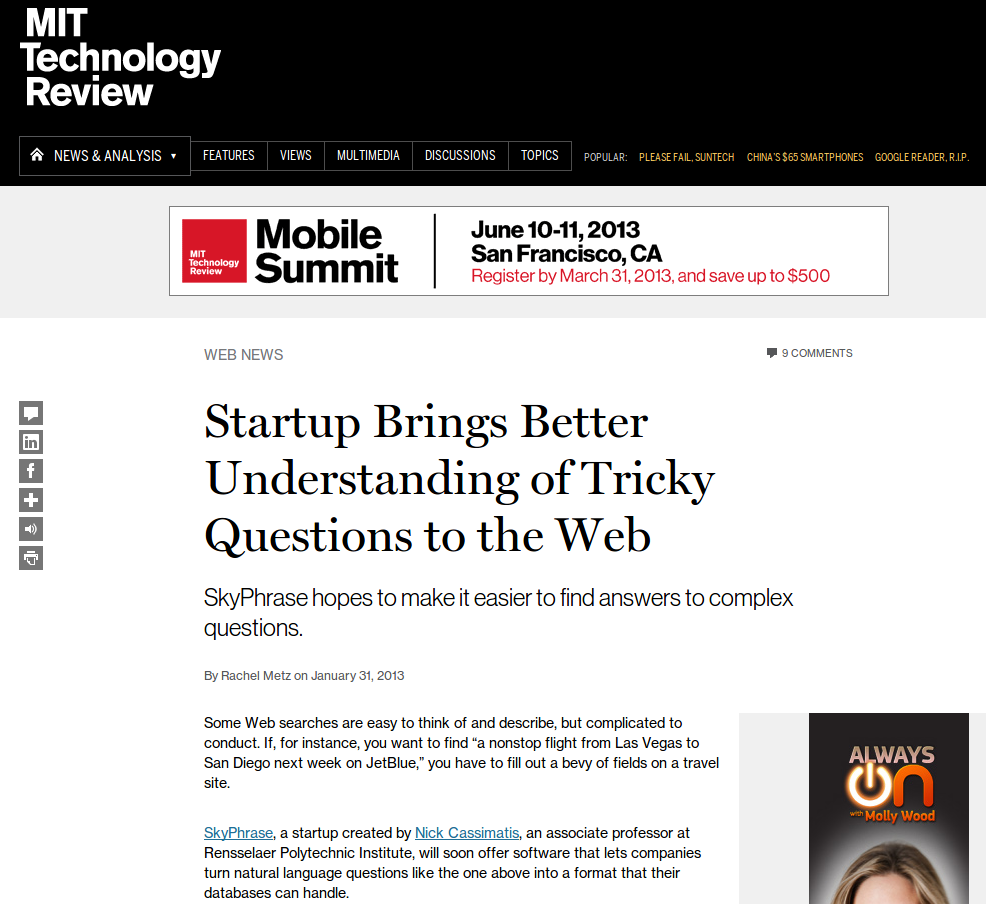 MIT
Technology
Review
NEWS & ANALYSIS ▼
FEATURES
VIEWS
MULTIMEDIA
DISCUSSIONS
TOPICS
POPULAR:
PLEASE FAIL, SUNTECH
CHINA'S $65 SMARTPHONES
GOOGLE READER, R.I.P.
MIT
Technology
Review
Mobile
Summit
June 10-11, 2013
San Francisco, CA
Register by March 31, 2013, and save up to $500
WEB NEWS
9 COMMENTS
in
f
Startup Brings Better
Understanding of Tricky
Questions to the Web
SkyPhrase hopes to make it easier to find answers to complex
questions.
By Rachel Metz on January 31, 2013
Some Web searches are easy to think of and describe, but complicated to
conduct. If, for instance, you want to find “a nonstop flight from Las Vegas to
San Diego next week on JetBlue,” you have to fill out a bevy of fields on a travel
site.
SkyPhrase, a startup created by Nick Cassimatis, an associate professor at
Rensselaer Polytechnic Institute, will soon offer software that lets companies
turn natural language questions like the one above into a format that their
databases can handle.
ALWAYS
ON
with Molly Wood